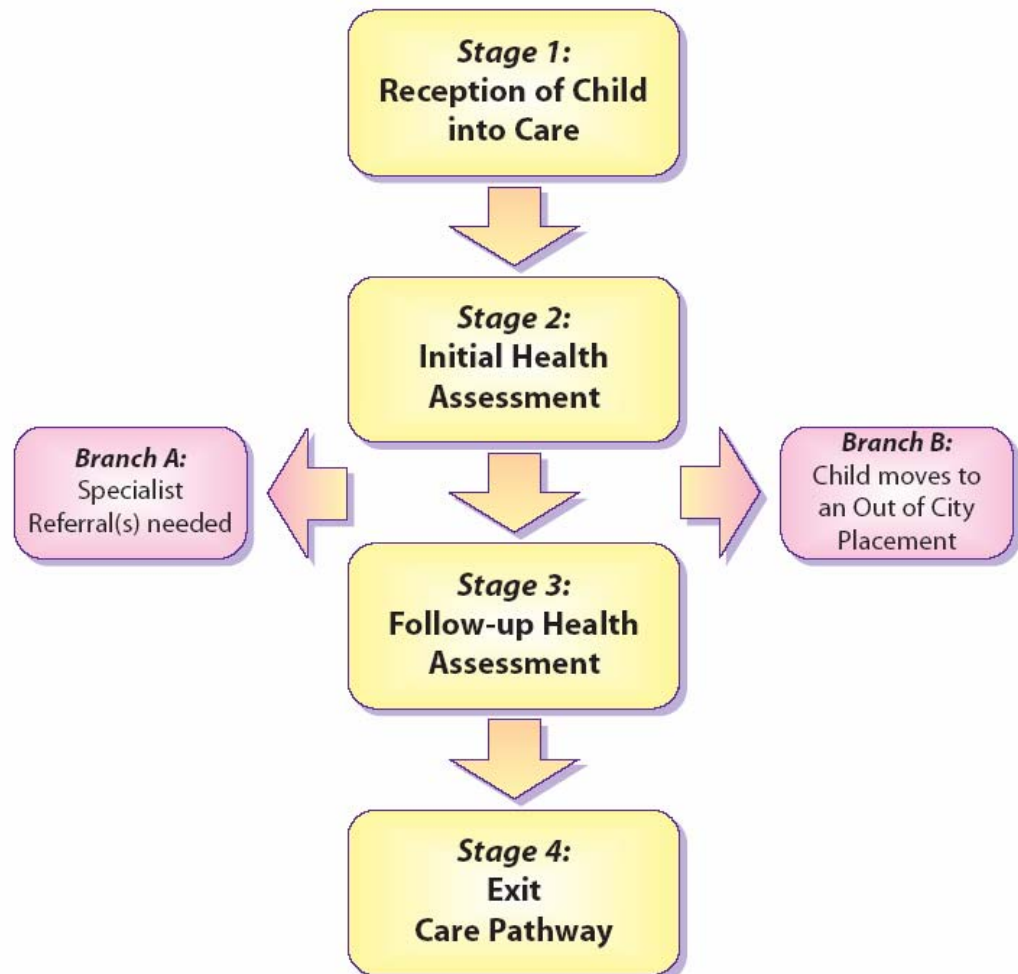 Stage 1:
Reception of Child
into Care
Stage 2:
Initial Health
Assessment
Branch A:
Specialist
Referral(s) needed
Branch B:
Child moves to
an Out of City
Placement
Stage 3:
Follow-up Health
Assessment
Stage 4:
Exit
Care Pathway